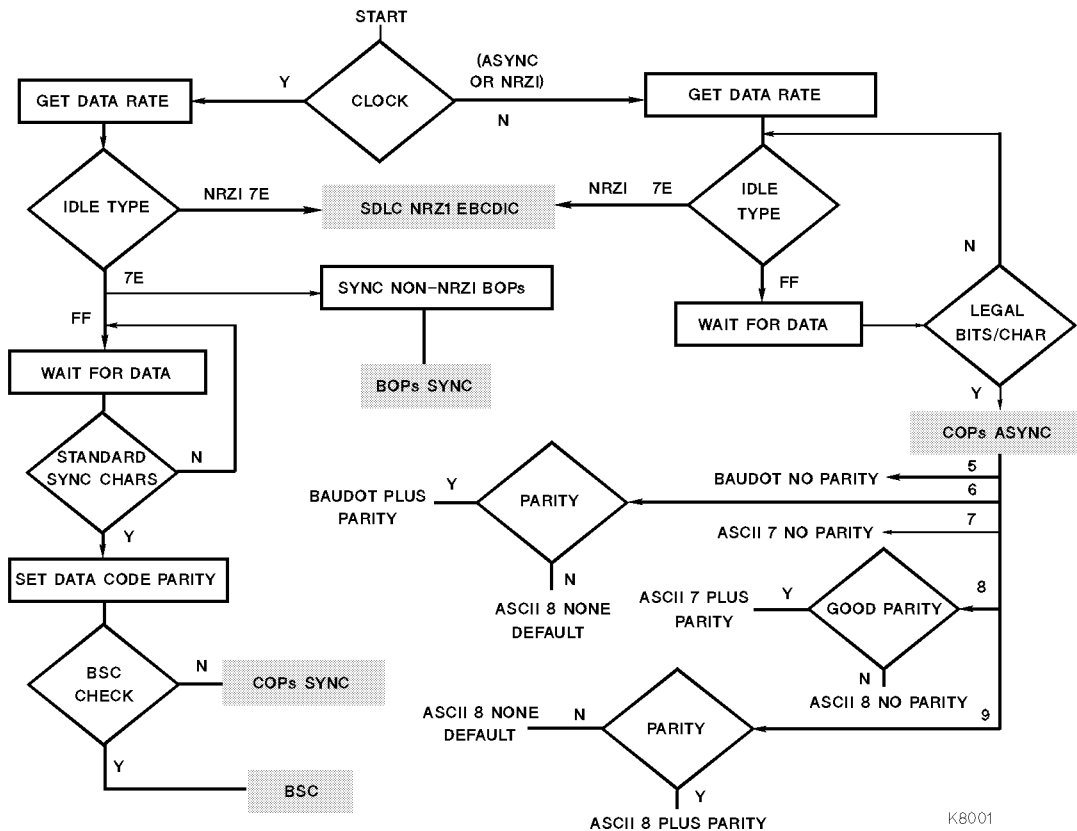 START
Y
(ASYNC
OR NRZI)
N
CLOCK
GET DATA RATE
GET DATA RATE
IDLE TYPE
NRZI 7E
SDLC NRZ1 EBCDIC
NRZI 7E
IDLE
TYPE
N
7E
SYNC NON-NRZI BOPs
FF
FF
WAIT FOR DATA
LEGAL
BITS/CHAR
WAIT FOR DATA
BOPs SYNC
Y
COPs ASYNC
STANDARD
SYNC CHARS
N
Y
5
BAUDOT NO PARITY
6
BAUDOT PLUS
PARITY
Y
PARITY
N
ASCII 8 NONE
DEFAULT
7
ASCII 7 NO PARITY
SET DATA CODE PARITY
8
ASCII 7 PLUS
PARITY
Y
GOOD PARITY
N
ASCII 8 NO PARITY
BSC
CHECK
N
COPs SYNC
Y
BSC
9
ASCII 8 NONE
DEFAULT
N
PARITY
Y
ASCII 8 PLUS PARITY
K8001